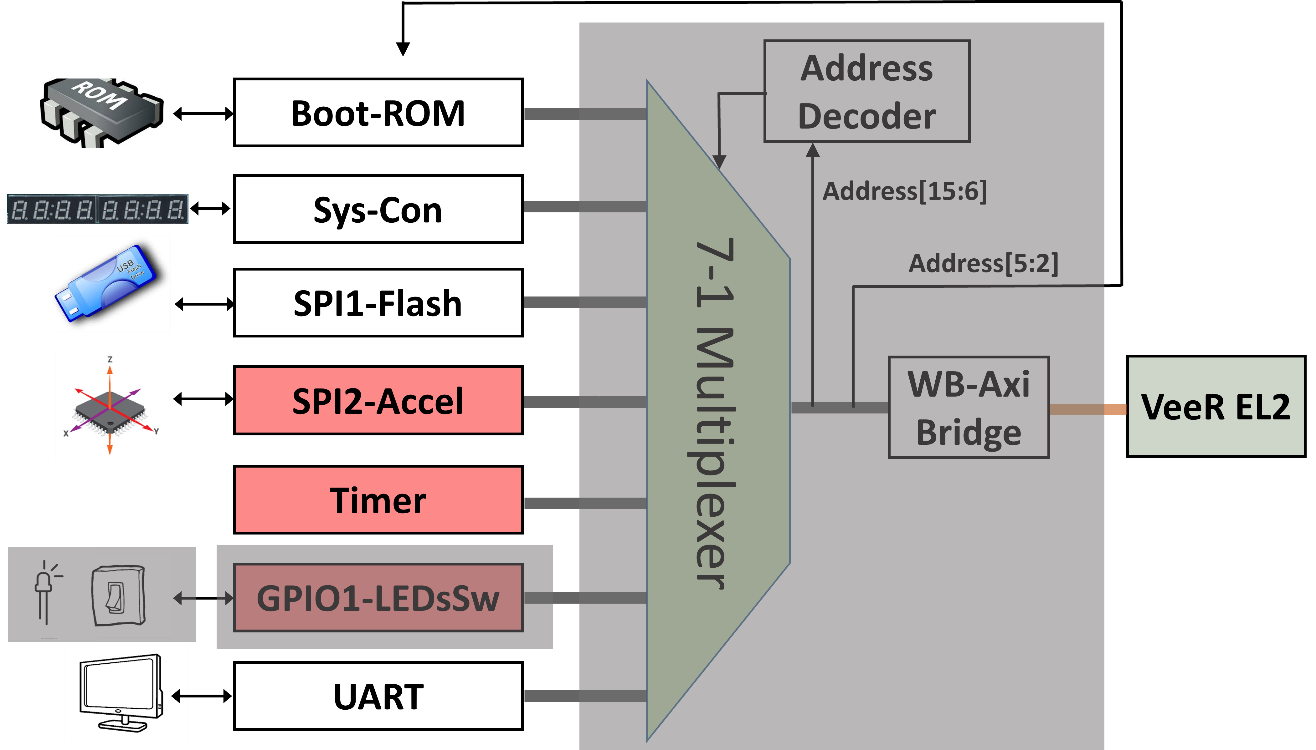 Address
Decoder
ROM
Boot-ROM
Address[15:6]
Sys-Con
Address[5:2]
USB
SPI1-Flash
7-1 Multiplexer
Z
X
Y
SPI2-Accel
WB-Axi
Bridge
VeeR EL2
Timer
GPIO1-LEDsSw
UART